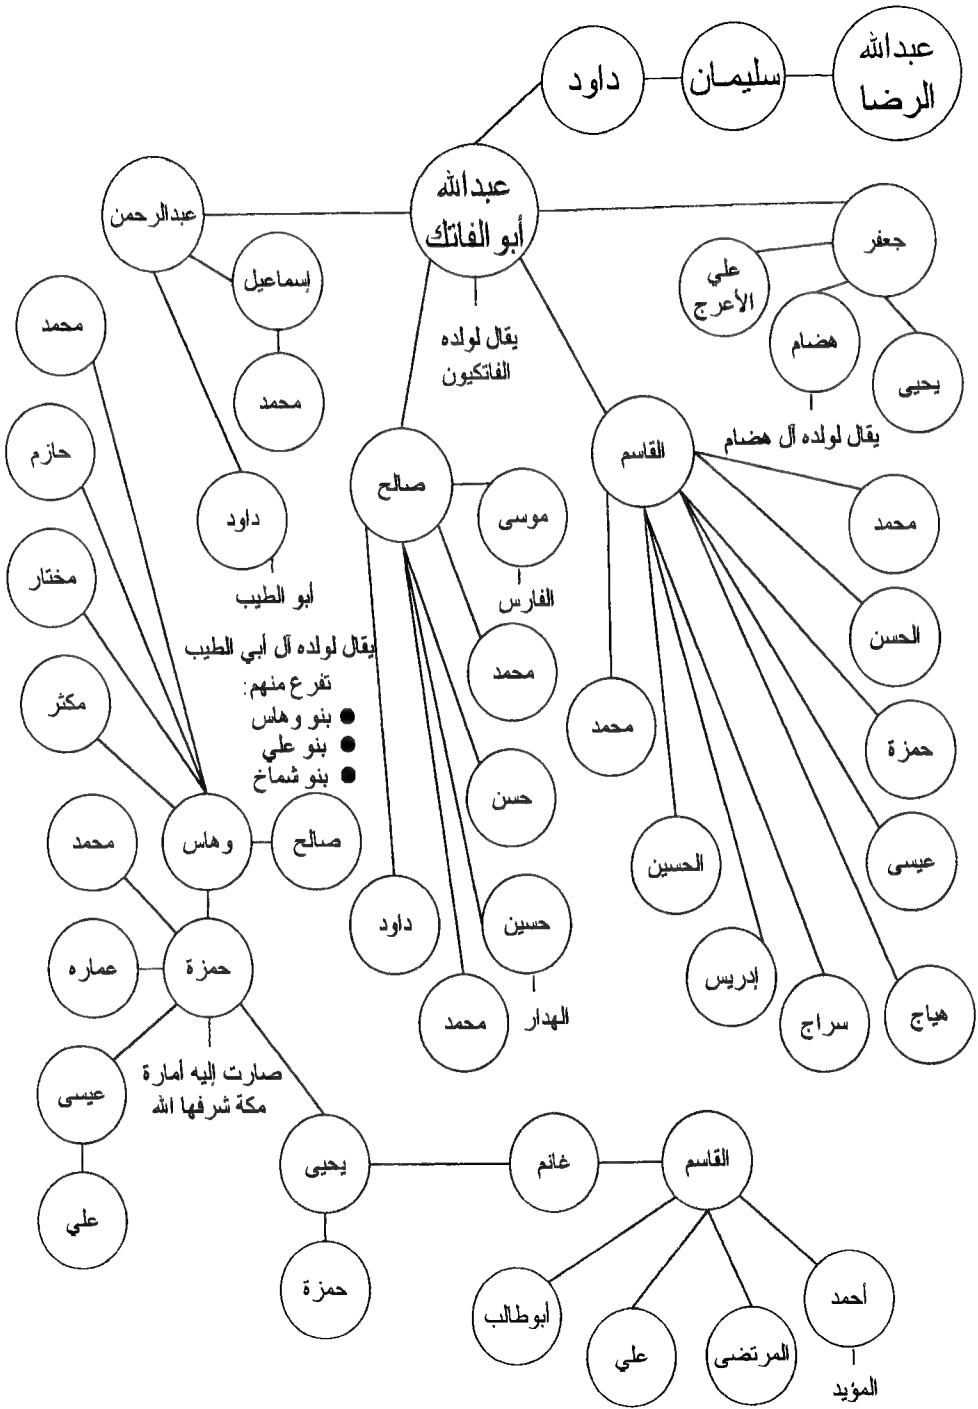 عبدالله
الرضا
سليمان
داود
عبدالله
أبو الفاتك
يقال لولده
الفاتكيون
جعفر
علي
الأعرج
هضام
يقال لولده آل هضام
يحيى
عبدالرحمن
إسماعيل
محمد
داود
أبو الطيب
يقال لولده آل أبي الطيب
تفرع منهم:
● بنو وهاس
● بنو علي
● بنو شماخ
القاسم
محمد
الحسن
حمزة
عيسى
هياج
سراج
إدريس
الحسين
محمد
صالح
موسى
الفارس
محمد
حسن
حسين
الهدار
محمد
داود
محمد
حازم
مختار
مكثر
وهاس
صالح
محمد
حمزة
عماره
صارت إليه أمارة
مكة شرفها الله
عيسى
علي
يحيى
حمزة
غانم
القاسم
أحمد
المؤيد
المرتضى
علي
أبوطالب